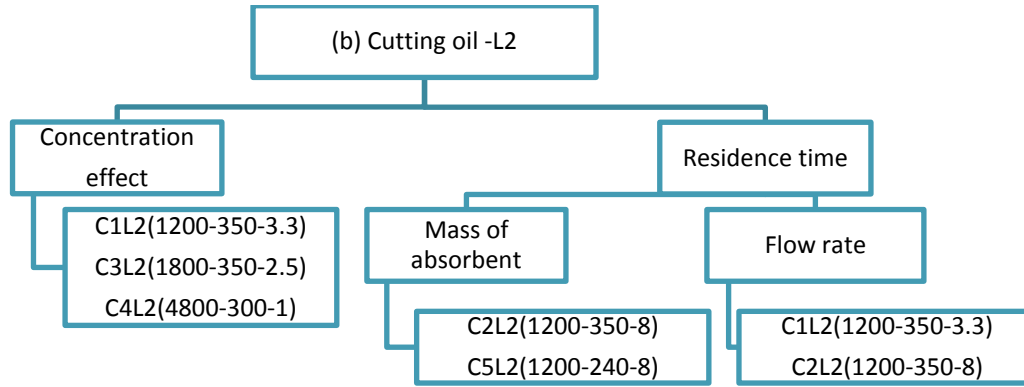 (b) Cutting oil -L2
Concentration
effect
Residence time
C1L2(1200-350-3.3)
C3L2(1800-350-2.5)
C4L2(4800-300-1)
Mass of
absorbent
Flow rate
C2L2(1200-350-8)
C5L2(1200-240-8)
C1L2(1200-350-3.3)
C2L2(1200-350-8)